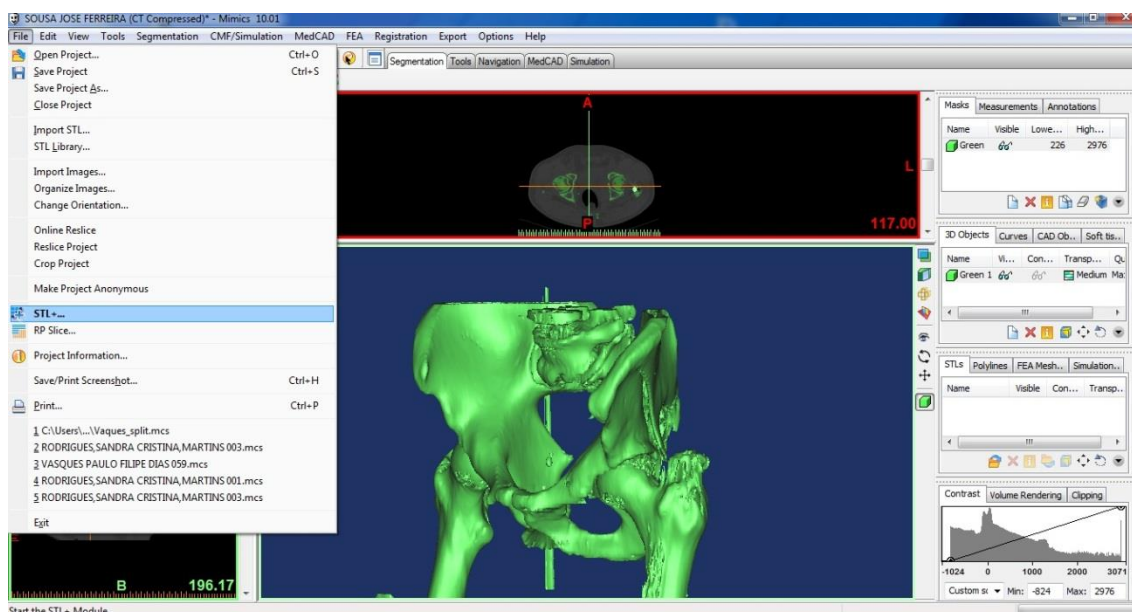 SOUSA JOSE FERREIRA (CT Compressed)* - Mimics 10.01
File Edit View Tools Segmentation CMF/Simulation MedCAD FEA Registration Export Options Help
Open Project... Ctrl+O
Save Project Ctrl+S
Save Project As...
Close Project
Import STL...
STL Library...
Import Images...
Organize Images...
Change Orientation...
Online Reslice
Reslice Project
Crop Project
Make Project Anonymous
STL+...
RP Slice...
Project Information...
Save/Print Screenshot... Ctrl+H
Print... Ctrl+P
1 C:\Users\...\Vaques_split.mcs
2 RODRIGUES,SANDRA CRISTINA,MARTINS 003.mcs
3 VASQUES PAULO FILIPE DIAS 059.mcs
4 RODRIGUES,SANDRA CRISTINA,MARTINS 001.mcs
5 RODRIGUES,SANDRA CRISTINA,MARTINS 003.mcs
Exit
Segmentation Tools Navigation MedCAD Simulation
A
L
P
117.00
B 196.17
Masks Measurements Annotations
Name Visible Lowe... High...
Green 226 2976
3D Objects Curves CAD Ob.. Soft tis..
Name Vi... Con... Transp... Qu
Green 1 Medium Ma:
STLs Polylines FEA Mesh.. Simulation..
Name Visible Con... Transp...
Contrast Volume Rendering Clipping
-1024 0 1000 2000 3071
Custom sc Min: -824 Max: 2976
Start the STL+ Module